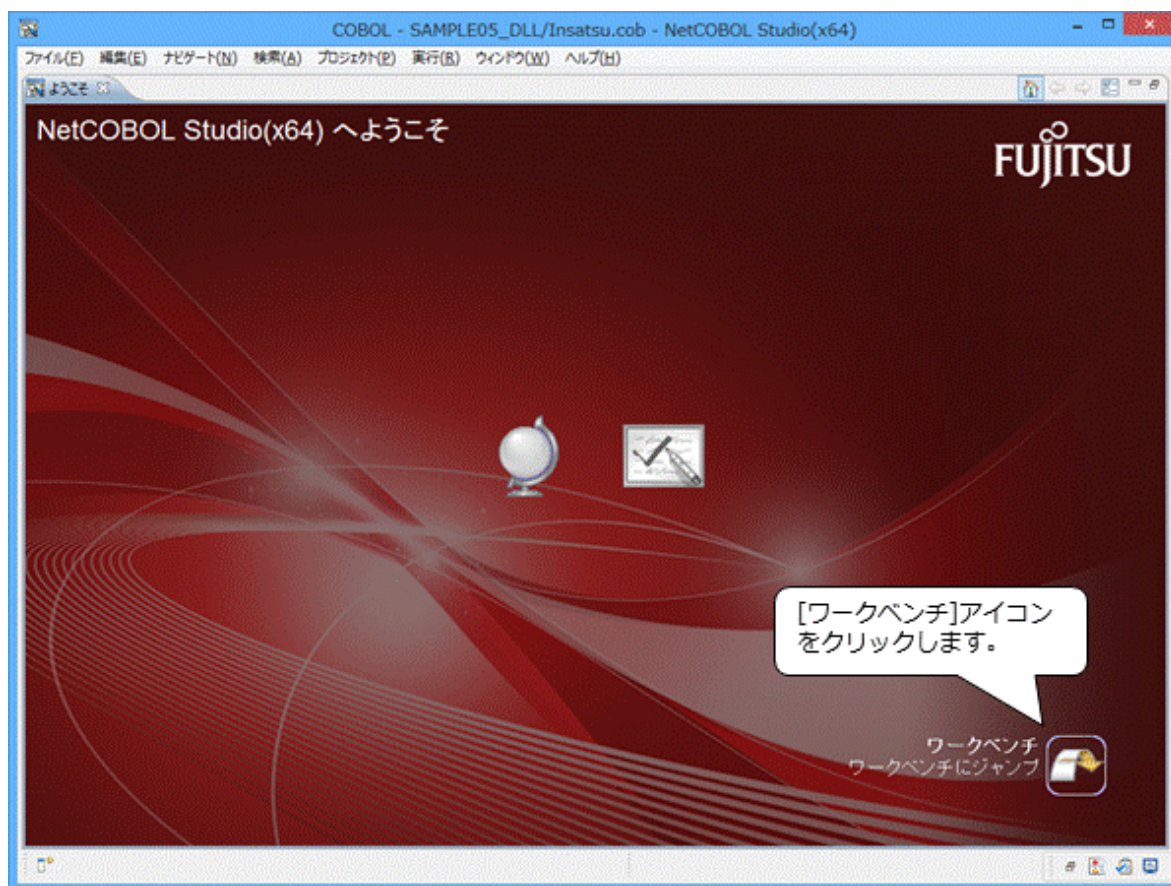 COBOL - SAMPLE05_DLL/Insatsu.cob - NetCOBOL Studio(x64)
ファイル(F) 編集(E) ナビゲート(N) 検索(A) プロジェクト(P) 実行(R) ウィンドウ(W) ヘルプ(H)
ようこそ
NetCOBOL Studio(x64) へようこそ
FUJITSU
[ワークベンチ]アイコン
をクリックします。
ワークベンチ
ワークベンチにジャンプ